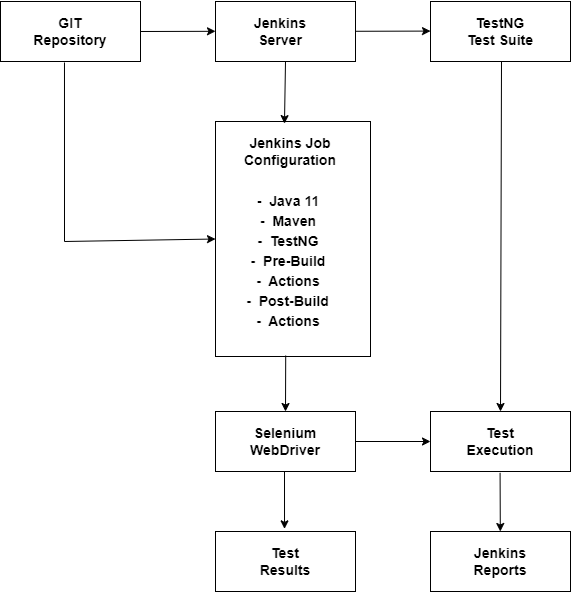 GIT
Repository
Jenkins
Server
TestNG
Test Suite
Jenkins Job
Configuration
- Java 11
- Maven
- TestNG
- Pre-Build
- Actions
- Post-Build
- Actions
Selenium
WebDriver
Test
Execution
Test
Results
Jenkins
Reports